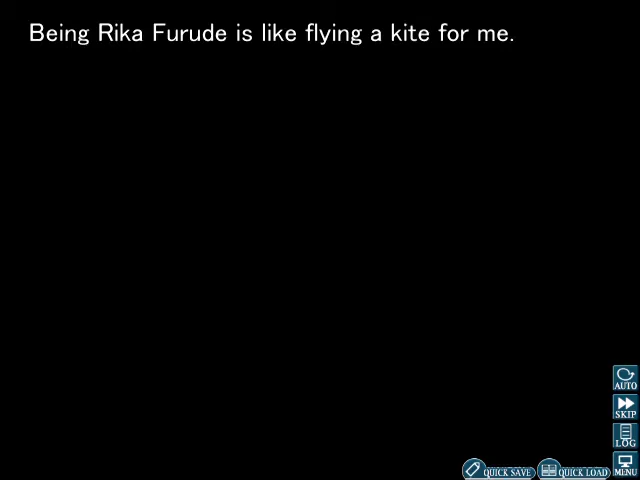 Being Rika Furude is like flying a kite for me.
AUTO
SKIP
LOG
MENU
QUICK SAVE
QUICK LOAD